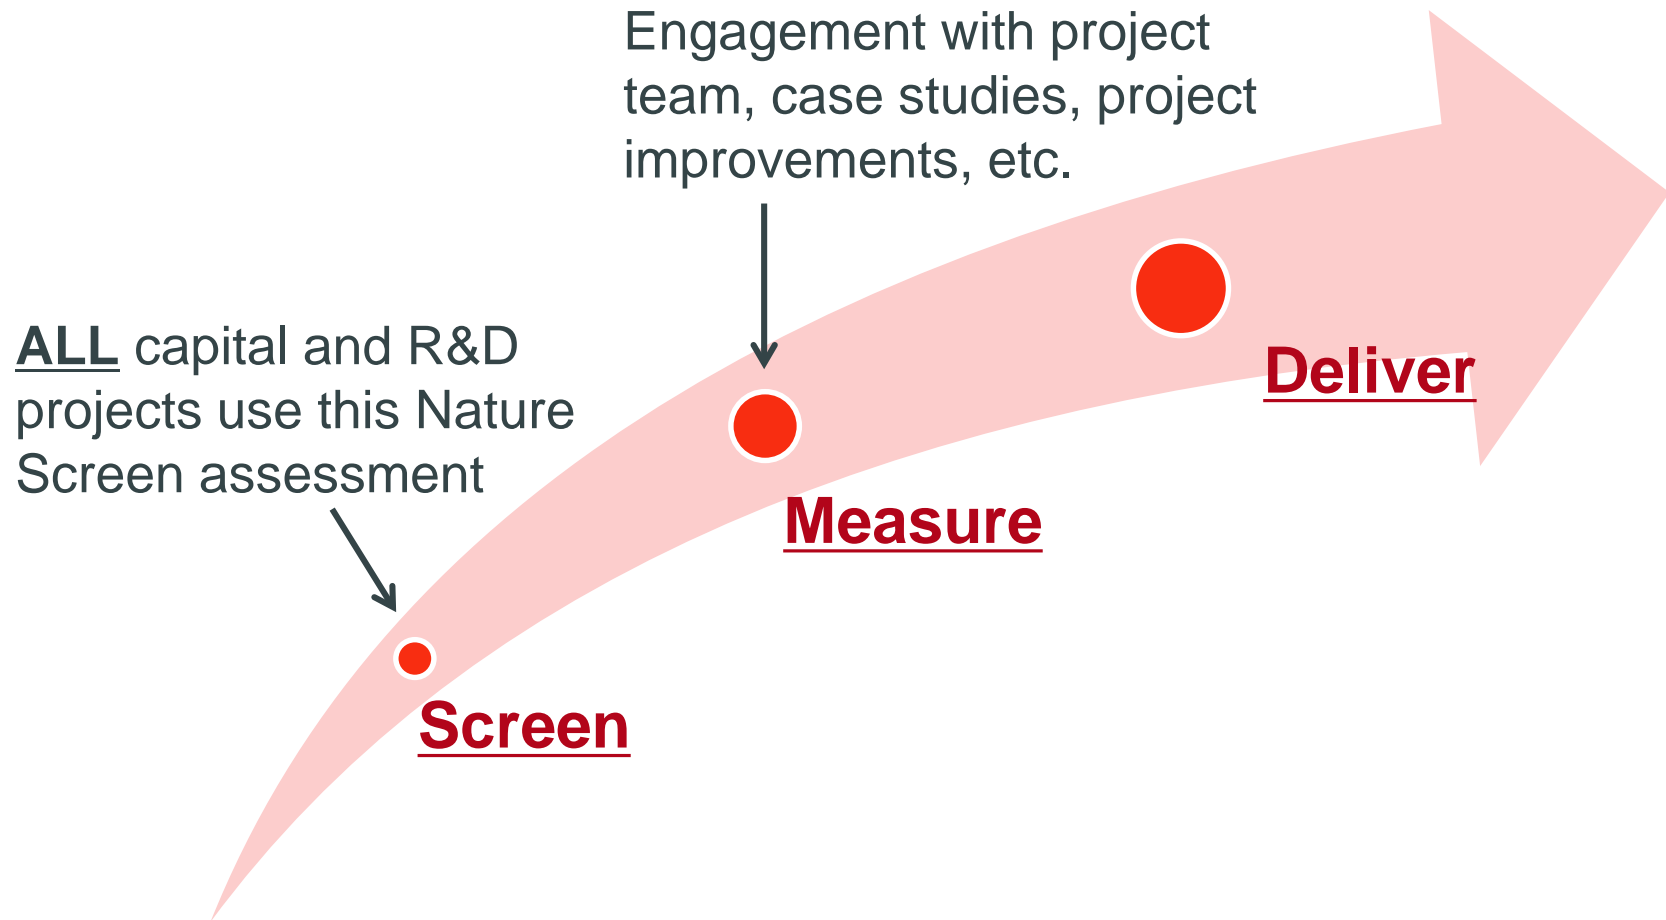 Engagement with project
team, case studies, project
improvements, etc.
ALL capital and R&D
projects use this Nature
Screen assessment
Deliver
Measure
Screen